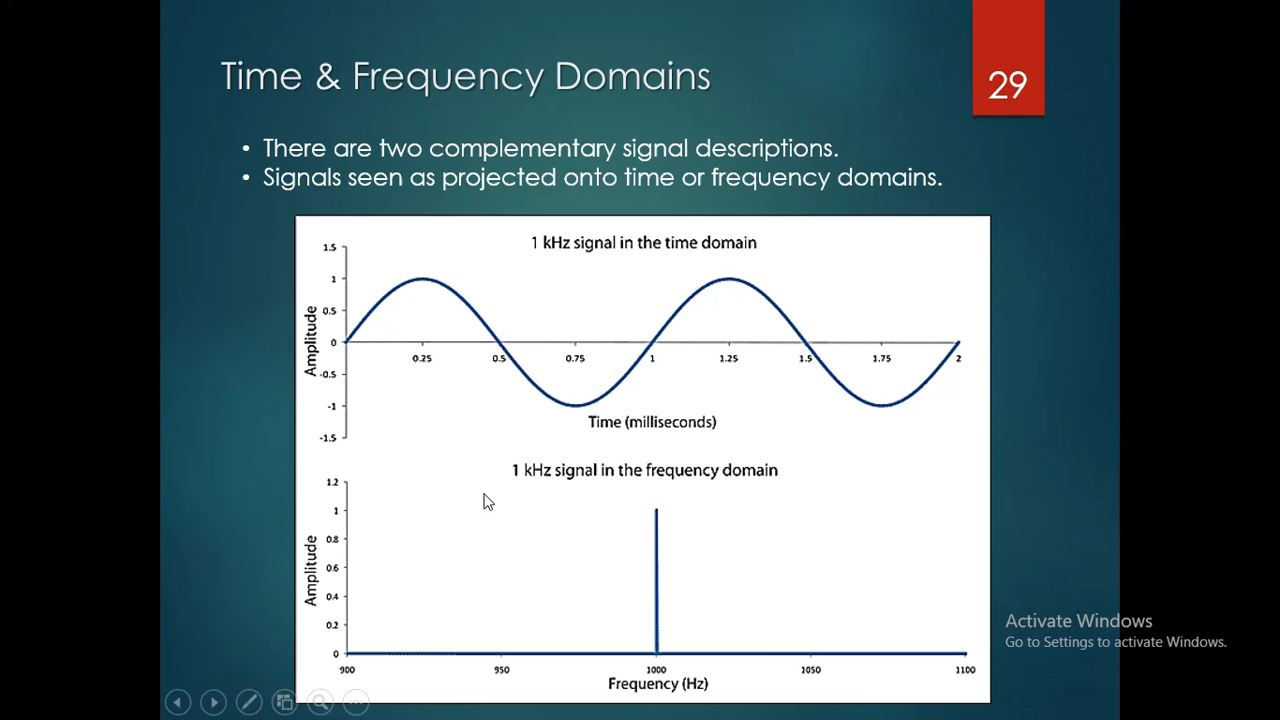 Time & Frequency Domains
29
• There are two complementary signal descriptions.
• Signals seen as projected onto time or frequency domains.
1 kHz signal in the time domain
1.5
1
0.5
0
-0.5
-1
-1.5
Amplitude
0.25 0.5 0.75 1 1.25 1.5 1.75 2
Time (milliseconds)
1 kHz signal in the frequency domain
1.2
1
0.8
0.6
0.4
0.2
0
Amplitude
900 950 1000 1050 1100
Frequency (Hz)
Activate Windows
Go to Settings to activate Windows.